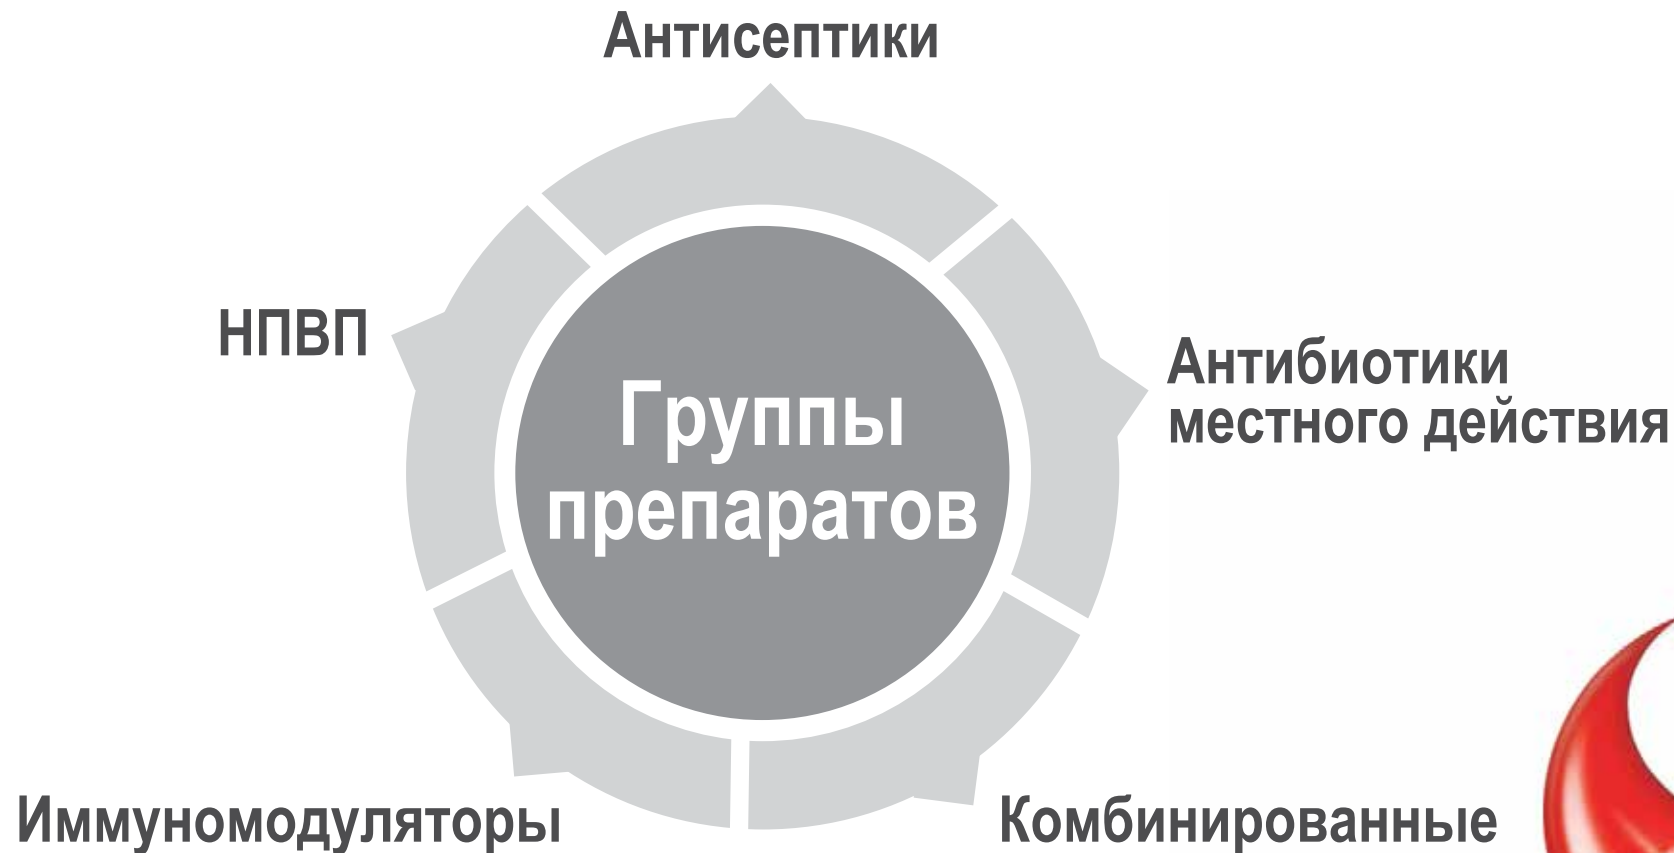 Антисептики
НПВП
Антибиотики
местного действия
Группы
препаратов
Иммуномодуляторы
Комбинированные